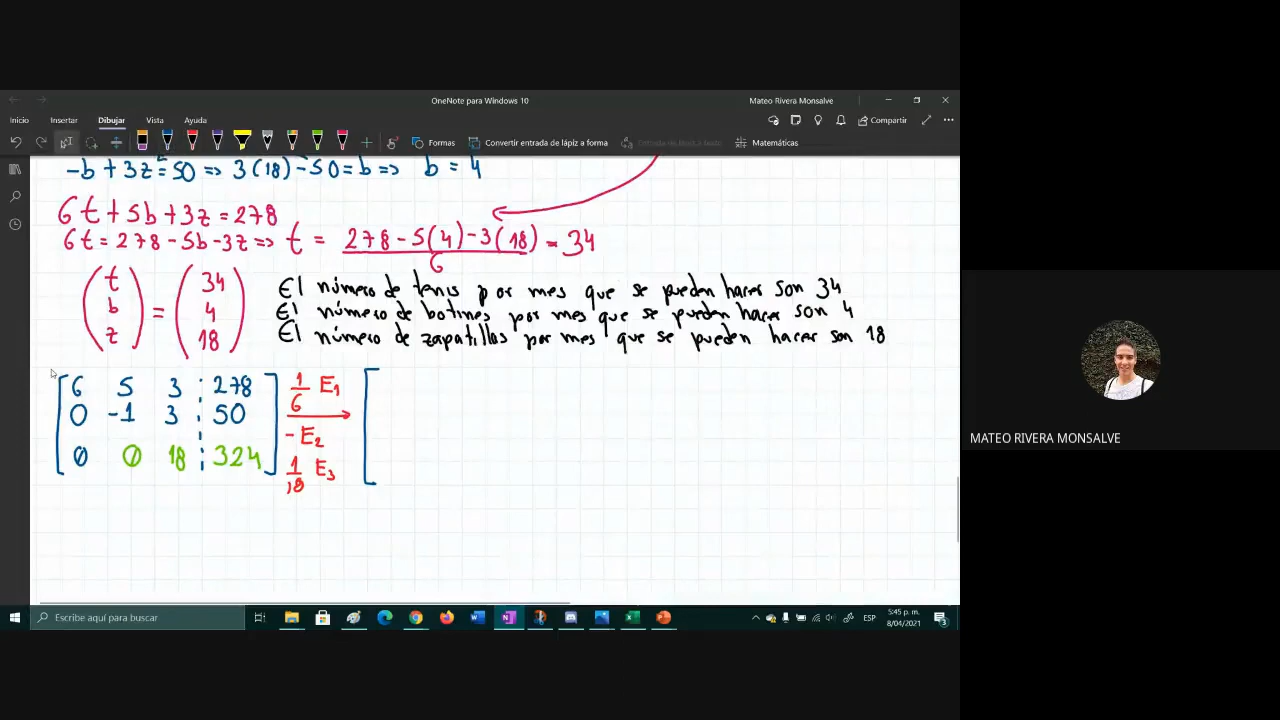 OneNote para Windows 10
Mateo Rivera Monsalve
Inicio Insertar Dibujar Vista Ayuda
Compartir
Formas Convertir entrada de lápiz a forma Matemáticas
-b + 3z = 50 => 3(18) - 50 = b => b = 4
6t + 5b + 3z = 278
6t = 278 - 5b - 3z => t = 278 - 5(4) - 3(18) / 6 = 34
(t b z) = (34 4 18)
El número de tenis por mes que se pueden hacer son 34
El número de botines por mes que se pueden hacer son 4
El número de zapatillas por mes que se pueden hacer son 18
6 5 3 : 278 1/6 E1
0 -1 3 : 50 -E2
0 0 18 : 324 1/18 E3
MATEO RIVERA MONSALVE
Escribe aquí para buscar
ESP
5:45 p. m.
8/04/2021